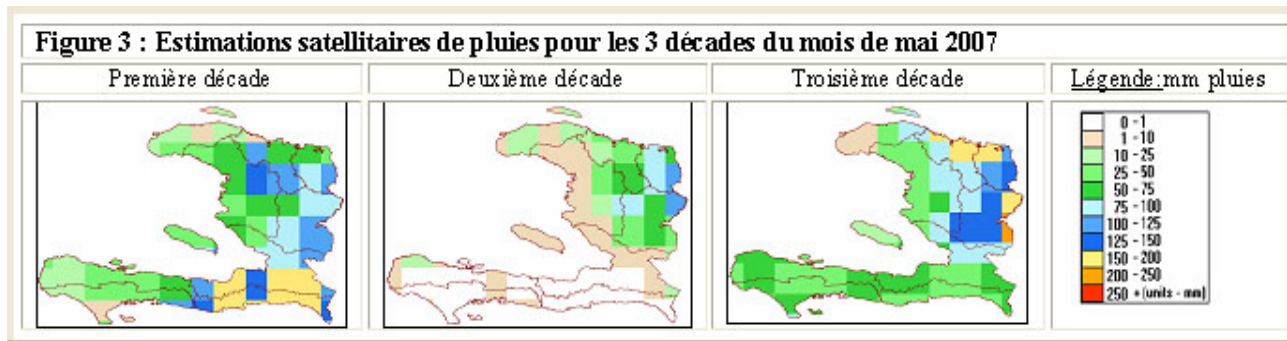 Figure 3 : Estimations satellitaires de pluies pour les 3 décades du mois de mai 2007
Première décade
Deuxième décade
Troisième décade
Légende:mm pluies
0 - 1
1 - 10
10 - 25
25 - 50
50 - 75
75 - 100
100 - 125
125 - 150
150 - 200
200 - 250
250 + (units - mm)